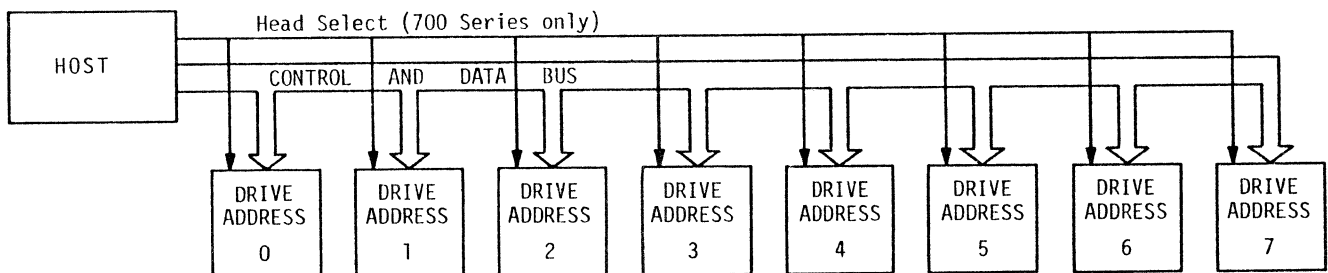 Head Select (700 Series only)
HOST
CONTROL AND DATA BUS
DRIVE ADDRESS 0
DRIVE ADDRESS 1
DRIVE ADDRESS 2
DRIVE ADDRESS 3
DRIVE ADDRESS 4
DRIVE ADDRESS 5
DRIVE ADDRESS 6
DRIVE ADDRESS 7